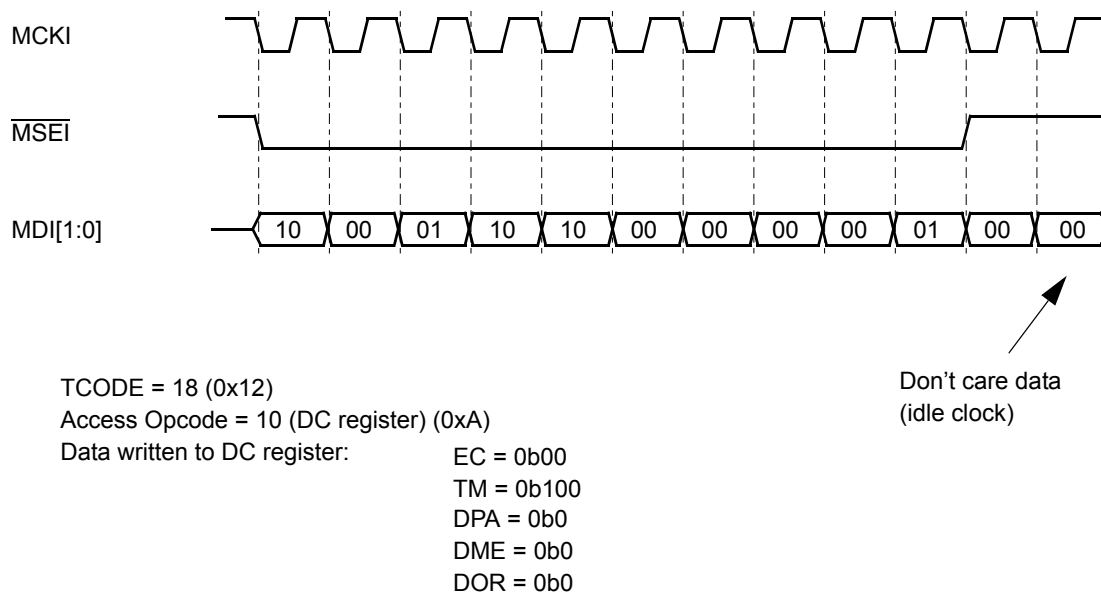 MCKI
MSEI
MDI[1:0]
10 00 01 10 10 00 00 00 00 01 00 00
Don’t care data
(idle clock)
TCODE = 18 (0x12)
Access Opcode = 10 (DC register) (0xA)
Data written to DC register:
EC = 0b00
TM = 0b100
DPA = 0b0
DME = 0b0
DOR = 0b0